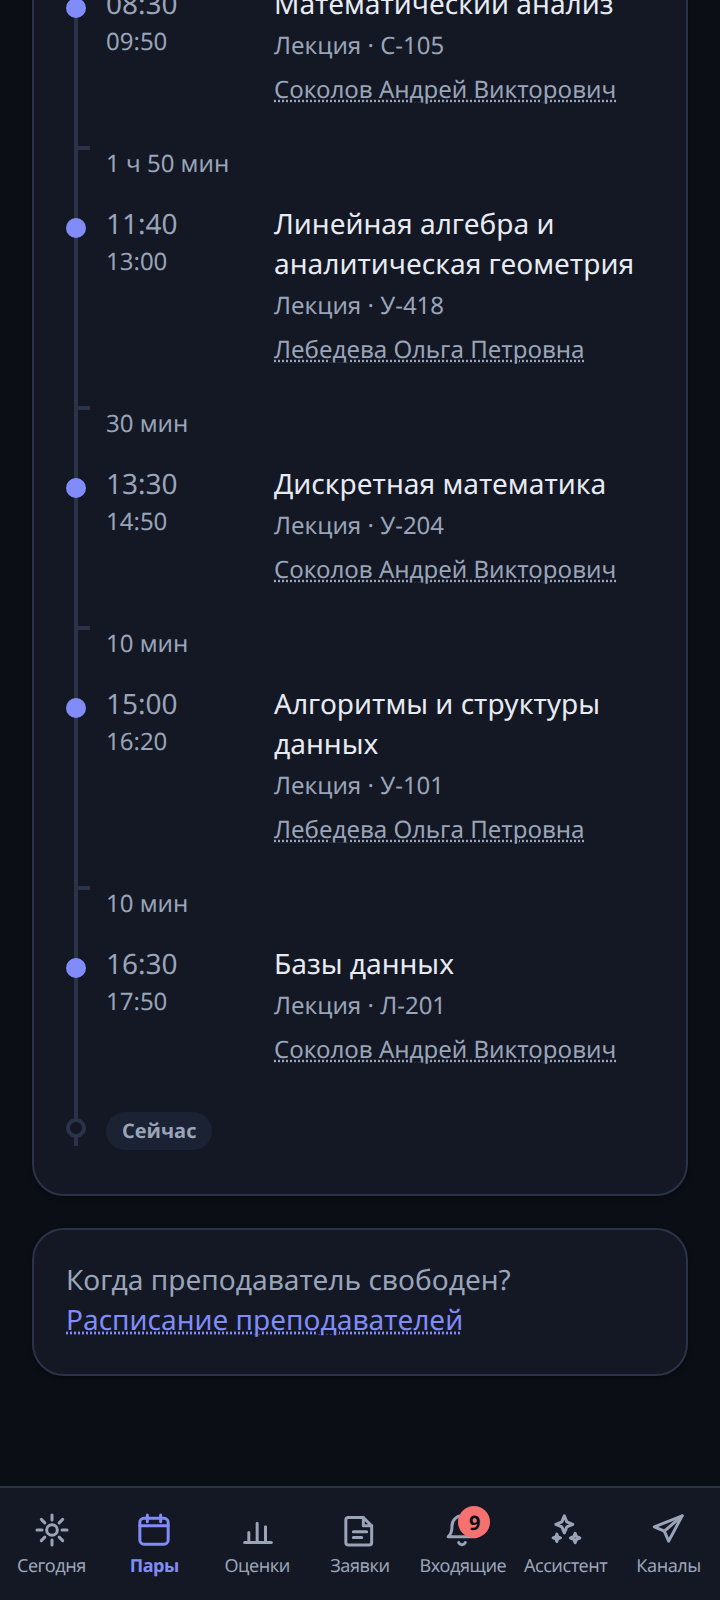 08:30
Математический анализ
09:50
Лекция · С-105
Соколов Андрей Викторович
1 ч 50 мин
11:40
Линейная алгебра и
аналитическая геометрия
13:00
Лекция · У-418
Лебедева Ольга Петровна
30 мин
13:30
Дискретная математика
14:50
Лекция · У-204
Соколов Андрей Викторович
10 мин
15:00
Алгоритмы и структуры
данных
16:20
Лекция · У-101
Лебедева Ольга Петровна
10 мин
16:30
Базы данных
17:50
Лекция · Л-201
Соколов Андрей Викторович
Сейчас
Когда преподаватель свободен?
Расписание преподавателей
9
Сегодня
Пары
Оценки
Заявки
Входящие
Ассистент
Каналы